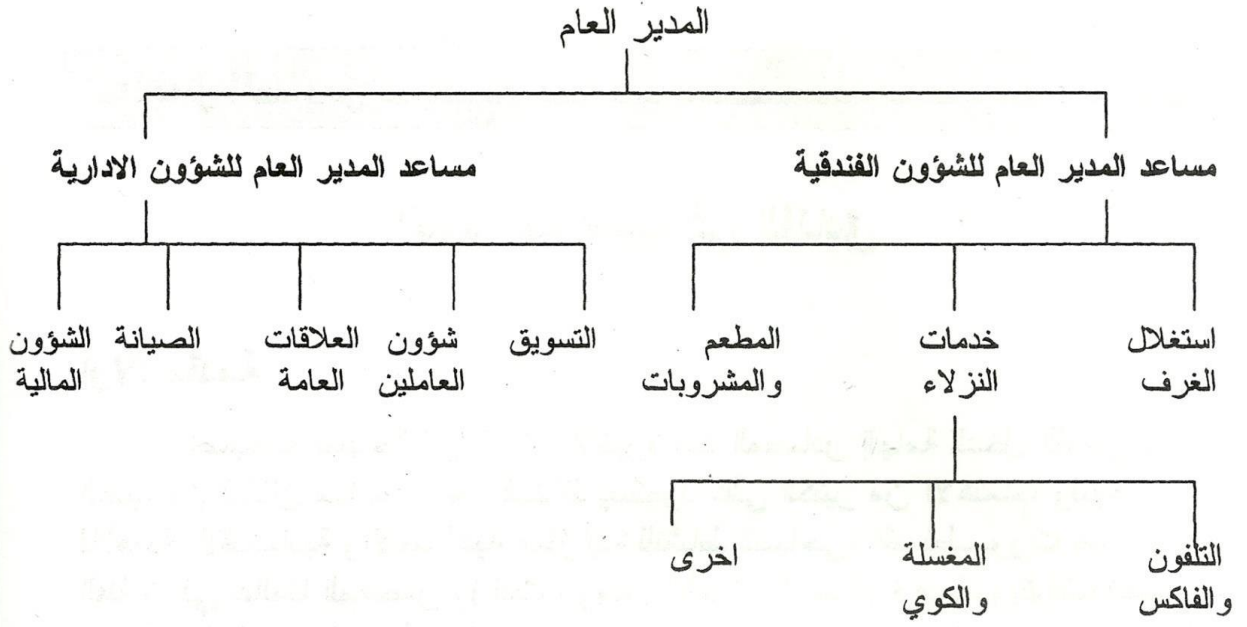 المدير العام
مساعد المدير العام للشؤون الفندقية
مساعد المدير العام للشؤون الادارية
استغلال
الغرف
خدمات
النزلاء
المطعم
والمشروبات
التسويق
شؤون
العاملين
العلاقات
العامة
الصيانة
الشؤون
المالية
التلفون
والفاكس
المغسلة
والكوي
اخرى